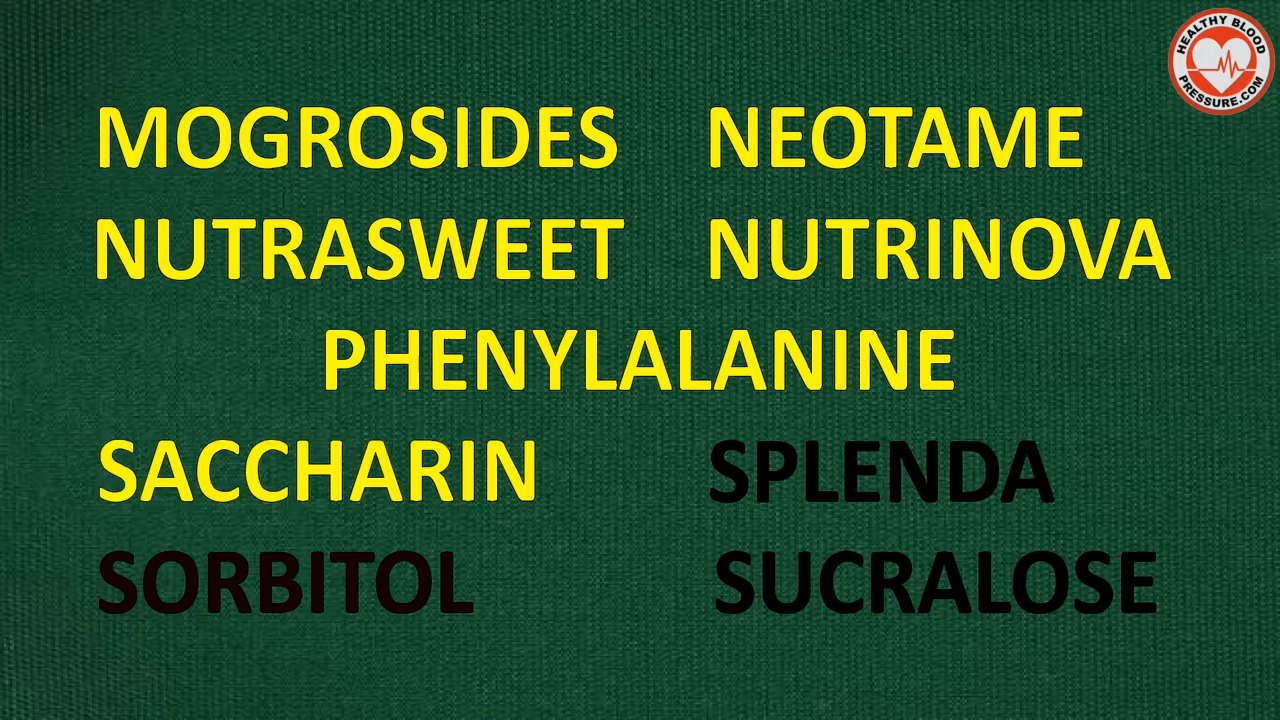 HEALTHY BLOOD
PRESSURE.COM
MOGROSIDES NEOTAME
NUTRASWEET NUTRINOVA
PHENYLALANINE
SACCHARIN SPLENDA
SORBITOL SUCRALOSE